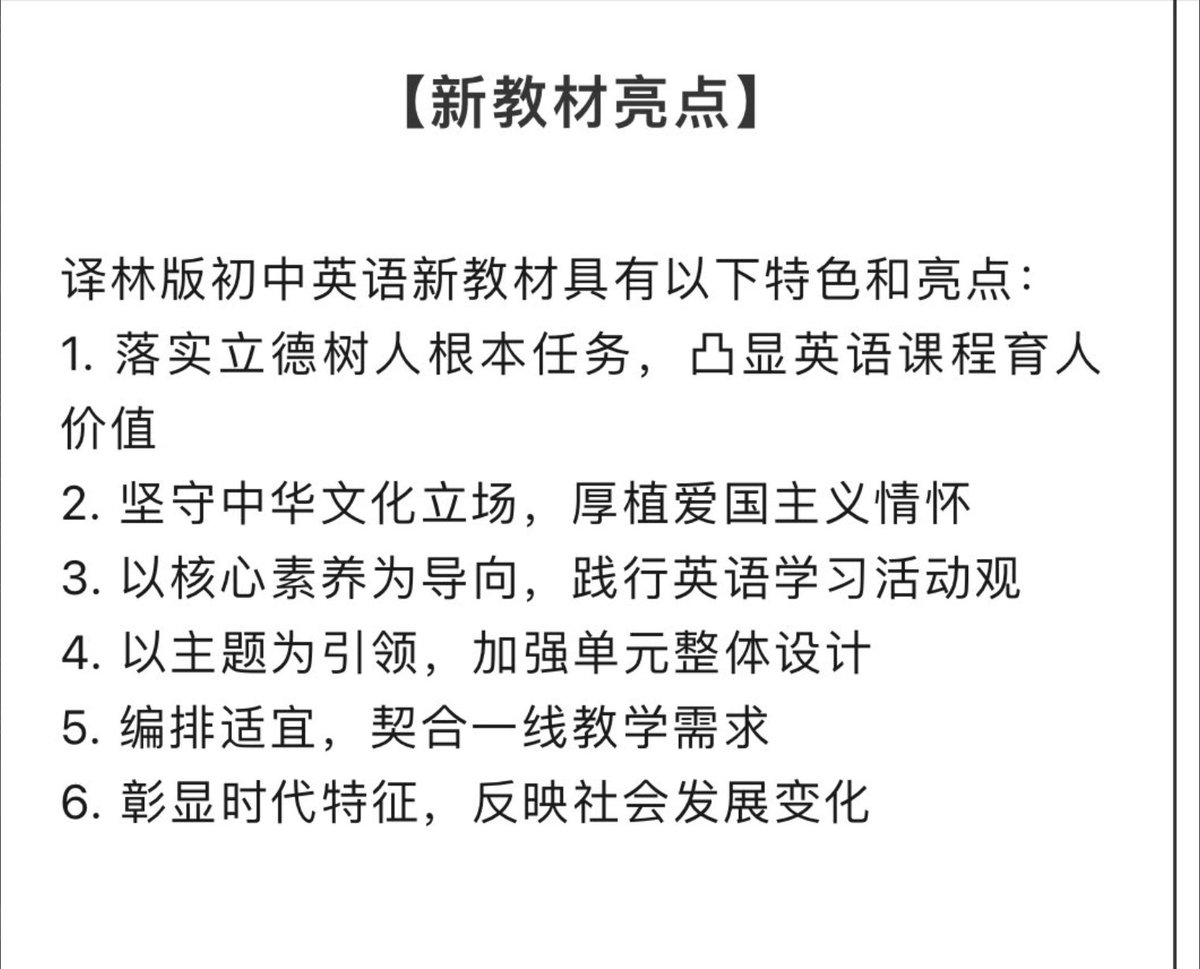 【新教材亮点】
译林版初中英语新教材具有以下特色和亮点：
1. 落实立德树人根本任务，凸显英语课程育人
价值
2. 坚守中华文化立场，厚植爱国主义情怀
3. 以核心素养为导向，践行英语学习活动观
4. 以主题为引领，加强单元整体设计
5. 编排适宜，契合一线教学需求
6. 彰显时代特征，反映社会发展变化